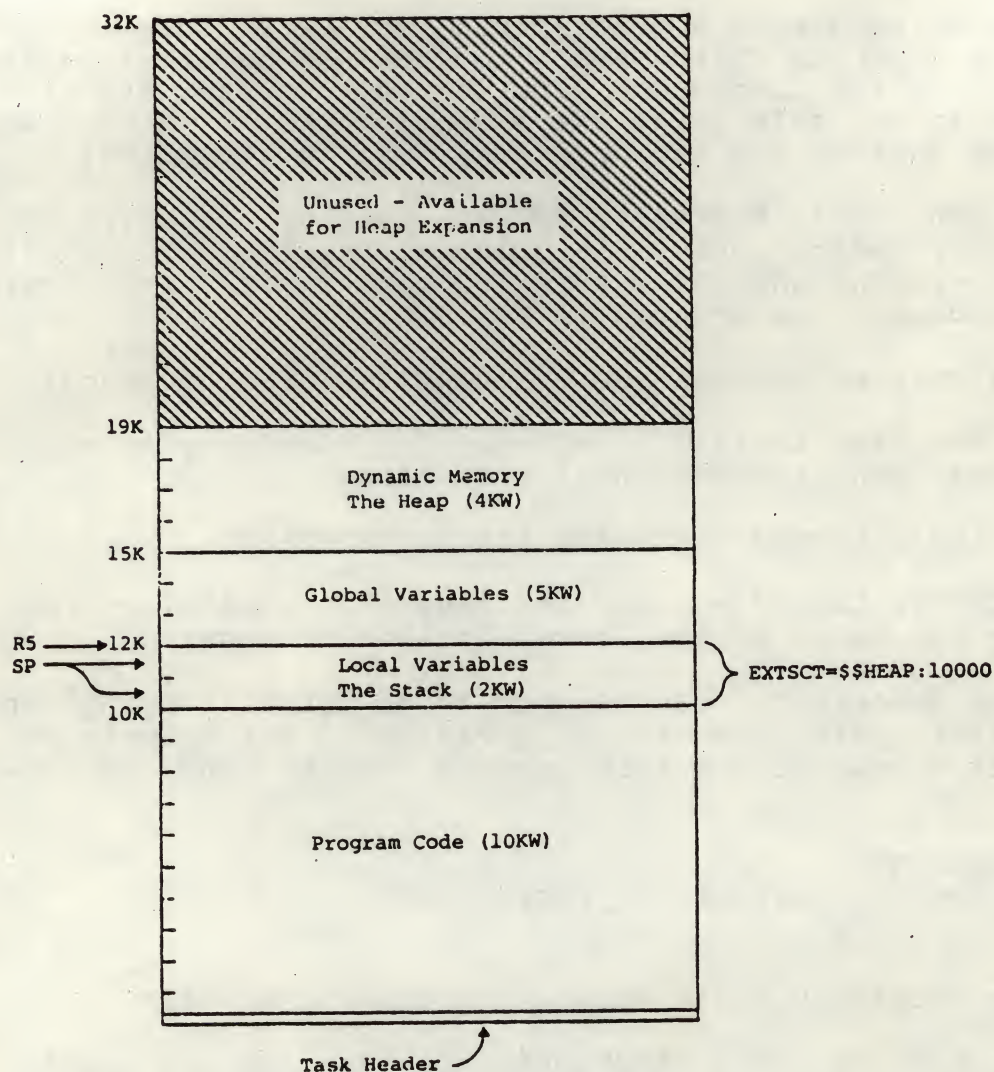 32K
Unused - Available
for Heap Expansion
19K
Dynamic Memory
The Heap (4KW)
15K
Global Variables (5KW)
R5
12K
SP
Local Variables
The Stack (2KW)
EXTSCT=$$HEAP:10000
10K
Program Code (10KW)
Task Header